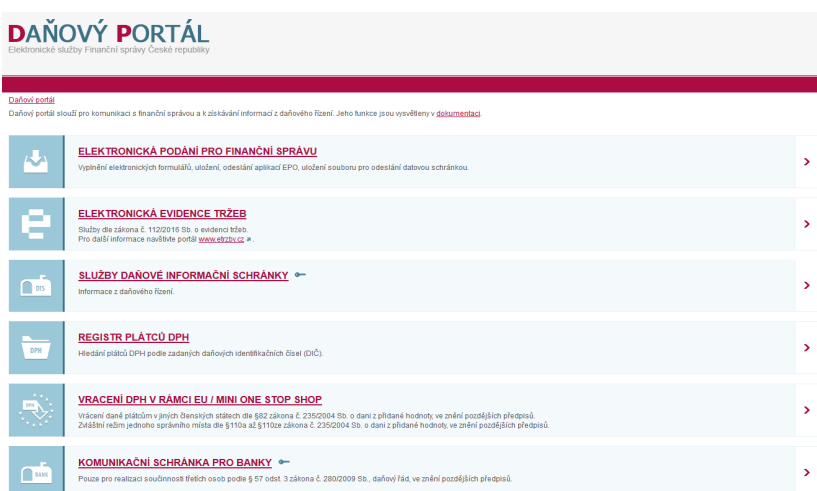 DAŇOVÝ PORTÁL
Elektronické služby Finanční správy České republiky
Daňový portál
Daňový portál slouží pro komunikaci s finanční správou a k získávání informací z daňového řízení. Jeho funkce jsou vysvětleny v dokumentaci.
ELEKTRONICKÁ PODÁNÍ PRO FINANČNÍ SPRÁVU
Vyplnění elektronických formulářů, uložení, odeslání aplikací EPO, uložení souboru pro odeslání datovou schránkou.
ELEKTRONICKÁ EVIDENCE TRŽEB
Služby dle zákona č. 112/2016 Sb. o evidenci tržeb.
Pro další informace navštivte portál www.etrzby.cz.
DIS
SLUŽBY DAŇOVÉ INFORMAČNÍ SCHRÁNKY
Informace z daňového řízení.
DPH
REGISTR PLÁTCŮ DPH
Hledání plátců DPH podle zadaných daňových identifikačních čísel (DIČ).
DPH
VRACENÍ DPH V RÁMCI EU / MINI ONE STOP SHOP
Vrácení daně plátcům v jiných členských státech dle §82 zákona č. 235/2004 Sb. o dani z přidané hodnoty, ve znění pozdějších předpisů.
Zvláštní režim jednoho správního místa dle §110a až §110ze zákona č. 235/2004 Sb. o dani z přidané hodnoty, ve znění pozdějších předpisů.
BANK
KOMUNIKAČNÍ SCHRÁNKA PRO BANKY
Pouze pro realizaci součinnosti třetích osob podle § 57 odst. 3 zákona č. 280/2009 Sb., daňový řád, ve znění pozdějších předpisů.